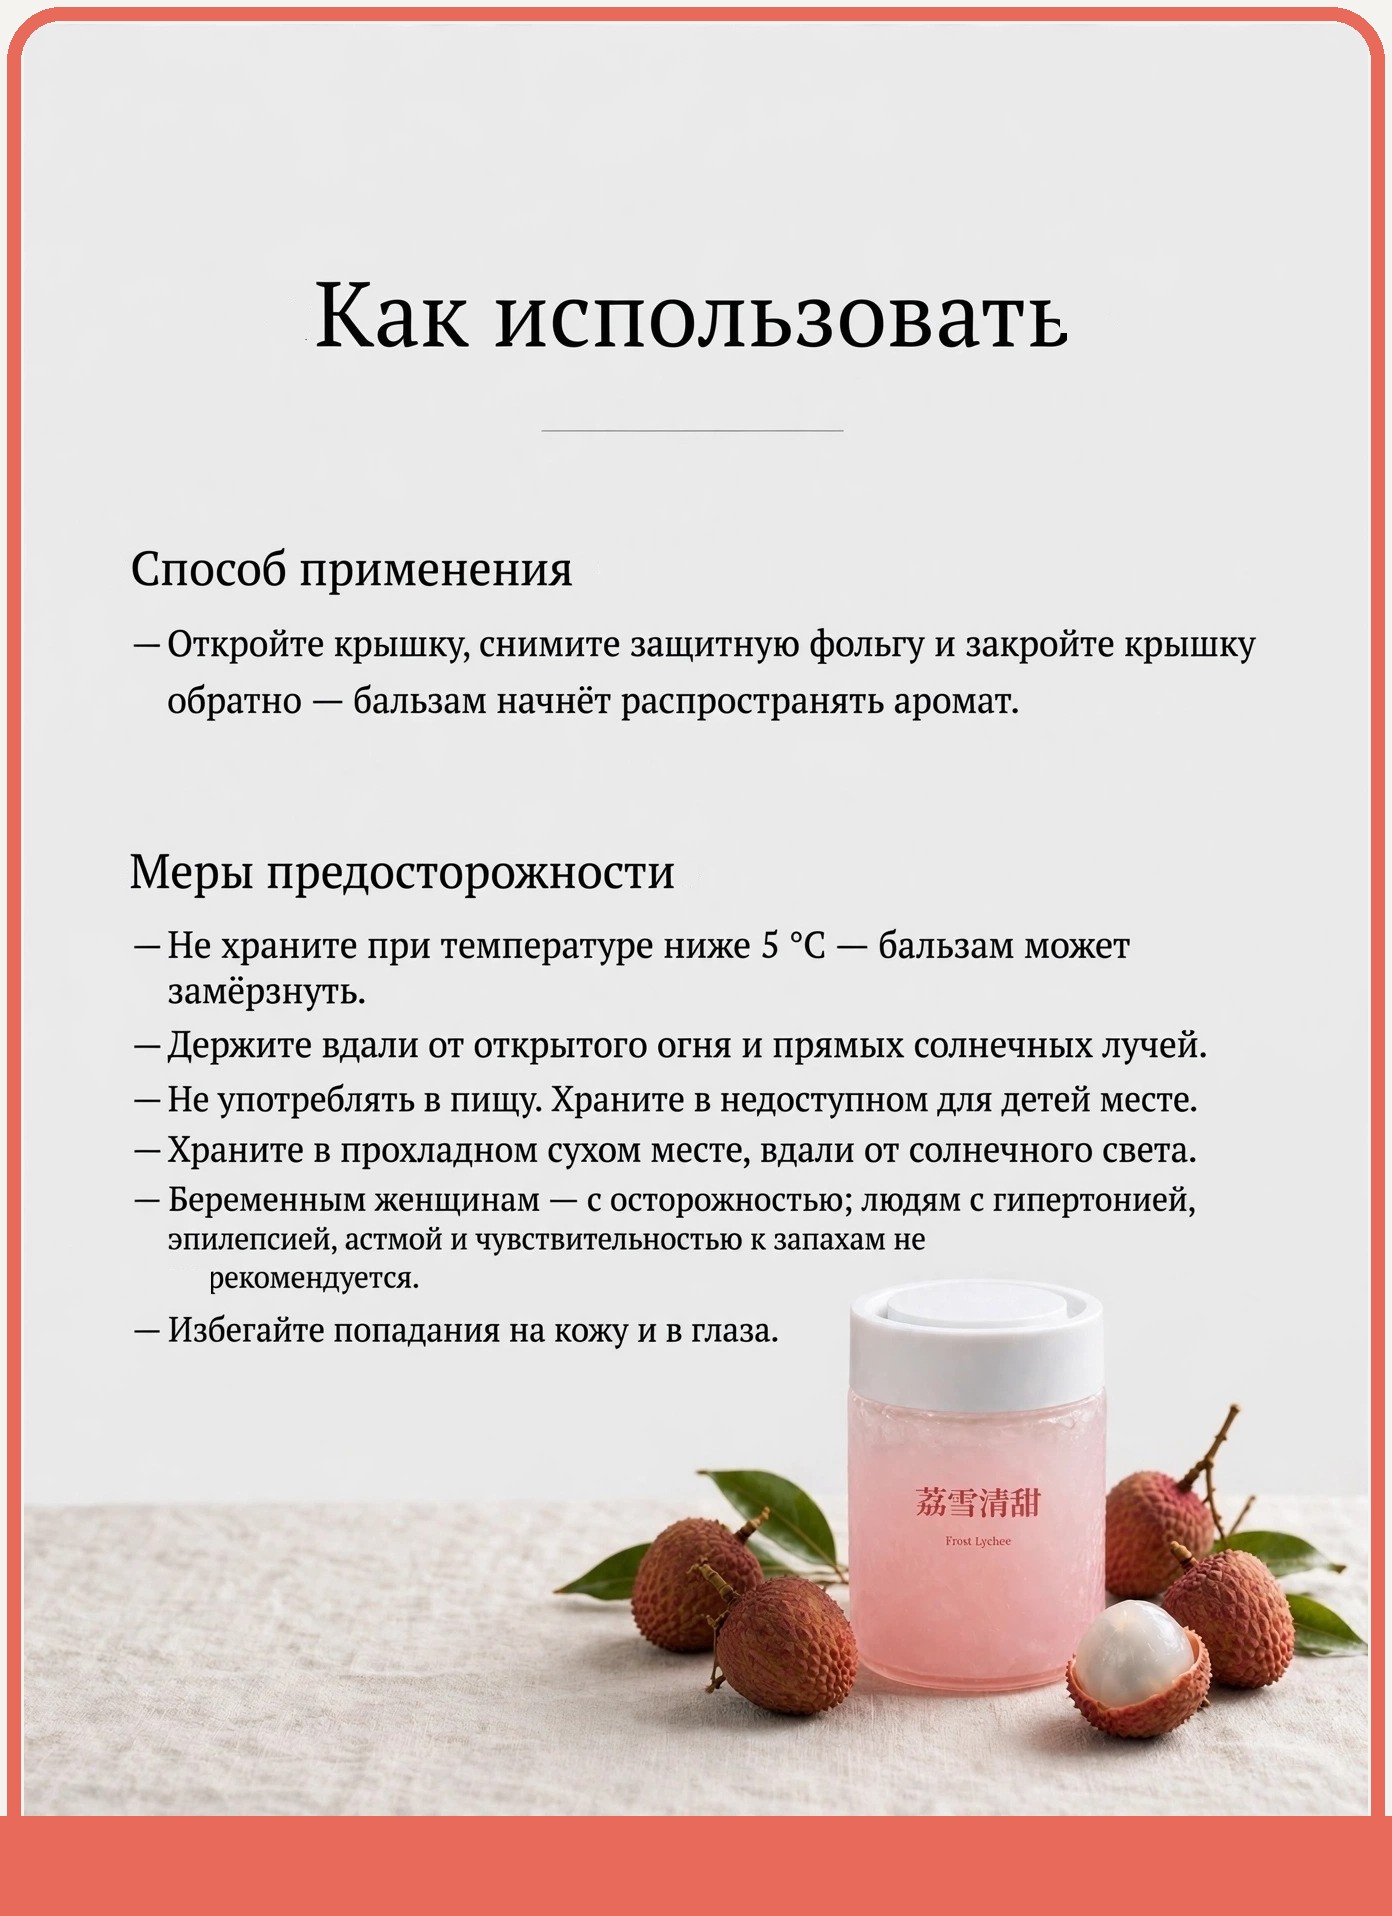 Как использовать
Способ применения
— Откройте крышку, снимите защитную фольгу и закройте крышку
обратно — бальзам начнёт распространять аромат.
Меры предосторожности
— Не храните при температуре ниже 5 °C — бальзам может
замёрзнуть.
— Держите вдали от открытого огня и прямых солнечных лучей.
— Не употреблять в пищу. Храните в недоступном для детей месте.
— Храните в прохладном сухом месте, вдали от солнечного света.
— Беременным женщинам — с осторожностью; людям с гипертонией,
эпилепсией, астмой и чувствительностью к запахам не
рекомендуется.
— Избегайте попадания на кожу и в глаза.
荔雪清甜
Frost Lychee